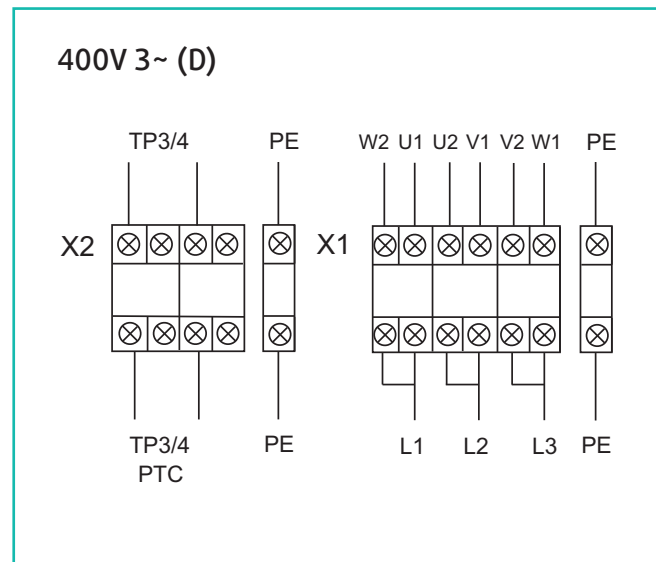 400V 3~ (D)
TP3/4 PE W2 U1 U2 V1 V2 W1 PE
X2 X1
TP3/4 PE L1 L2 L3 PE
PTC